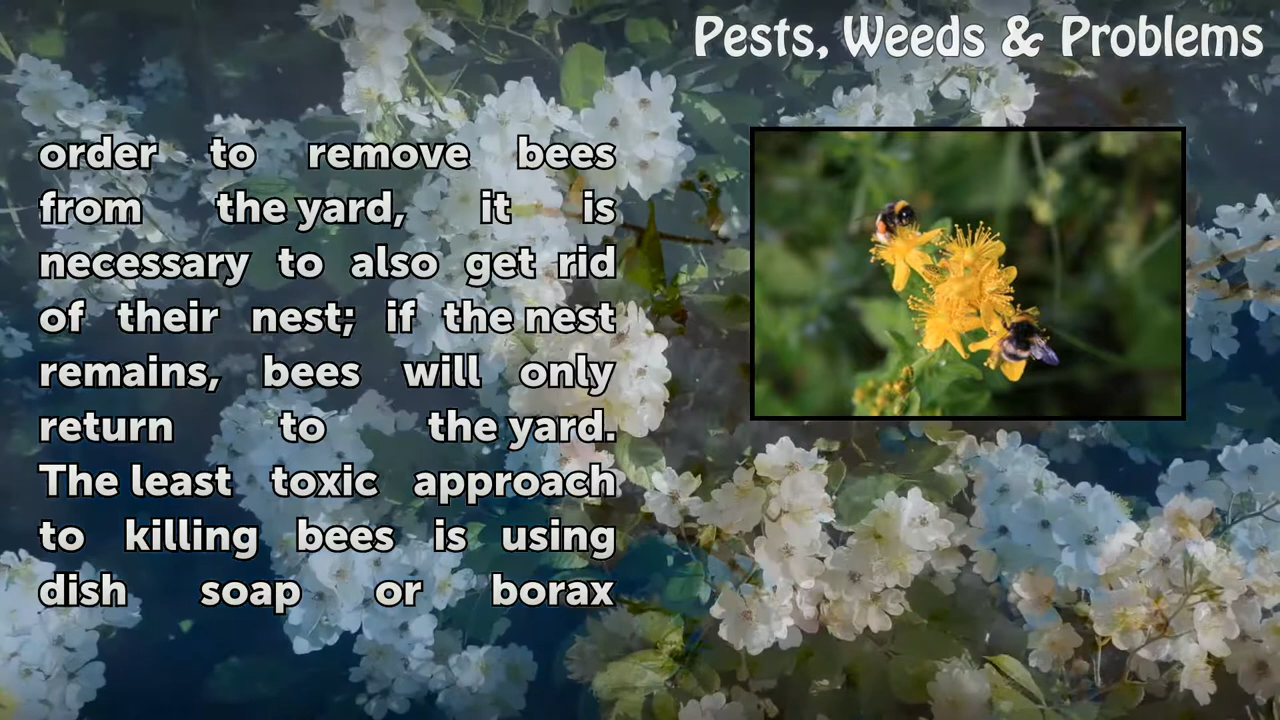 Pests, Weeds & Problems
order to remove bees
from the yard, it is
necessary to also get rid
of their nest; if the nest
remains, bees will only
return to the yard.
The least toxic approach
to killing bees is using
dish soap or borax